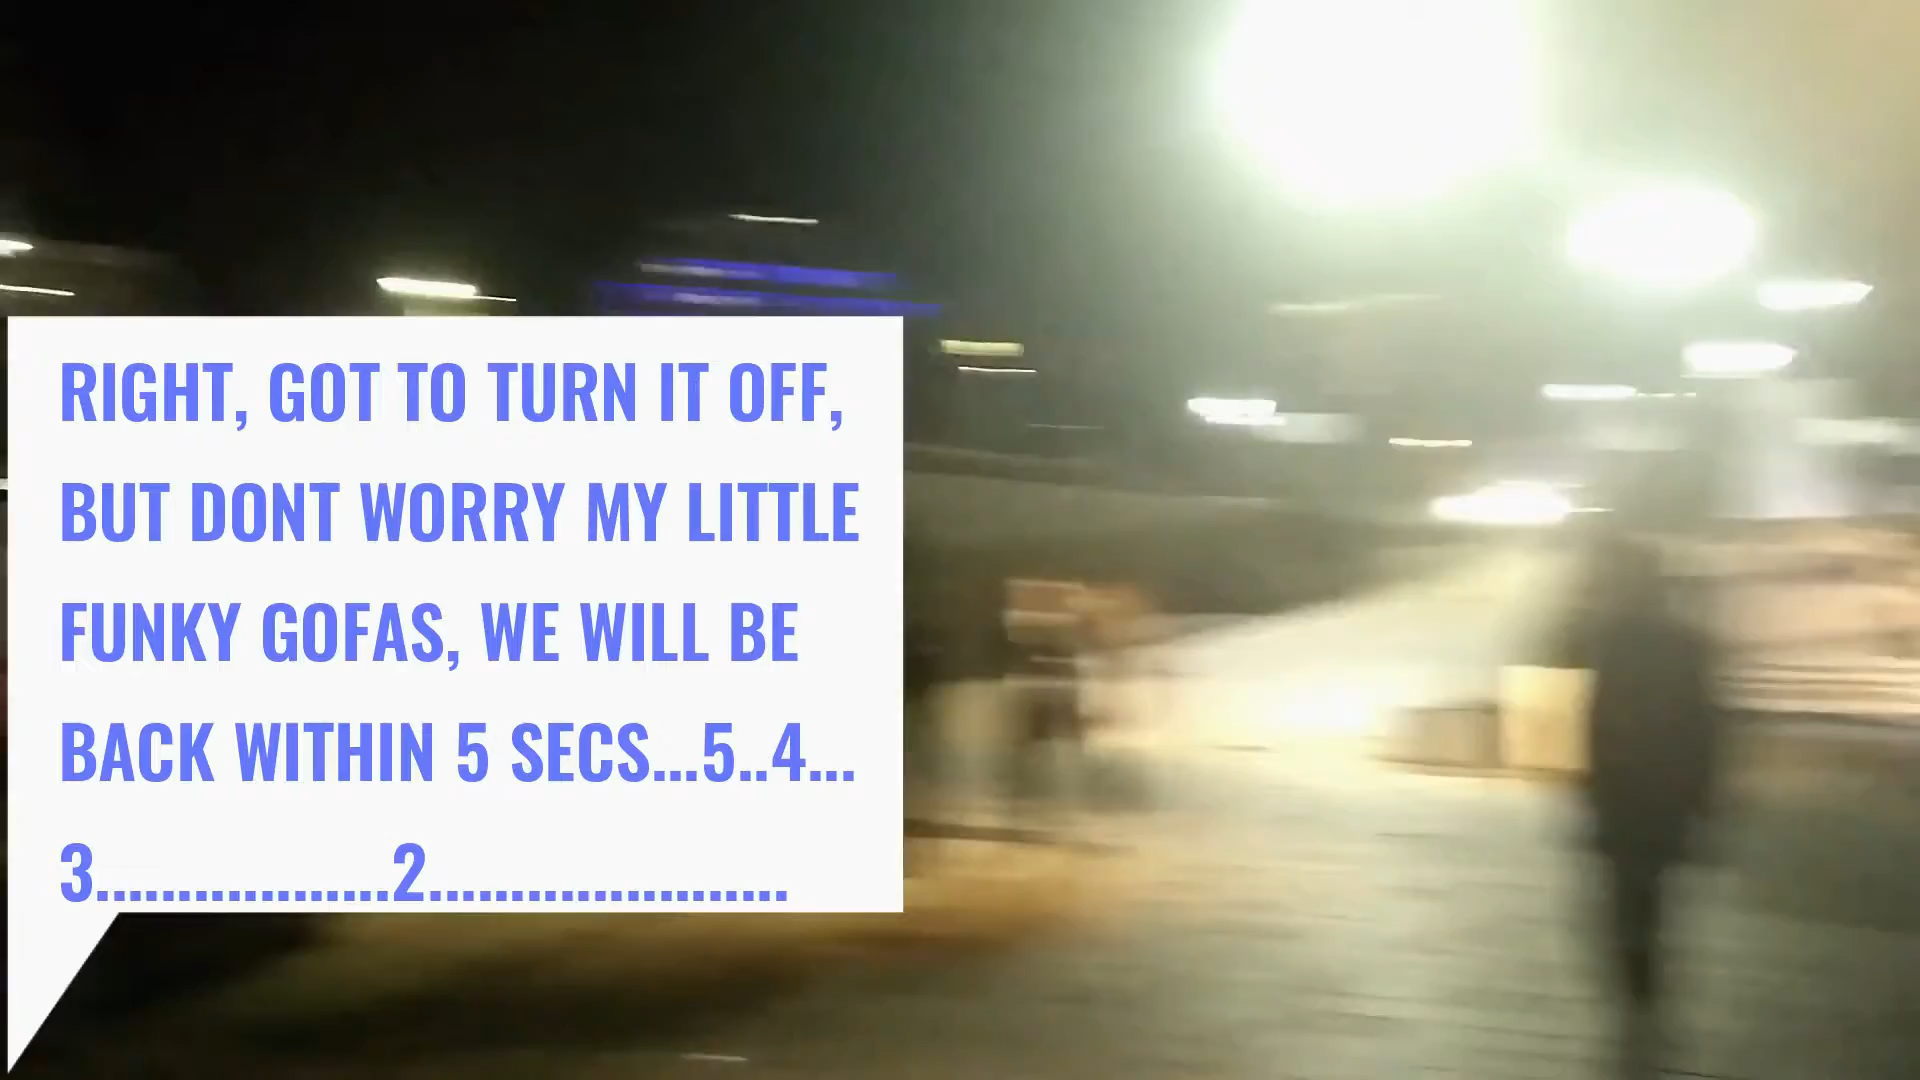 RIGHT, GOT TO TURN IT OFF,
BUT DONT WORRY MY LITTLE
FUNKY GOFAS, WE WILL BE
BACK WITHIN 5 SECS...5..4...
3..................2......................